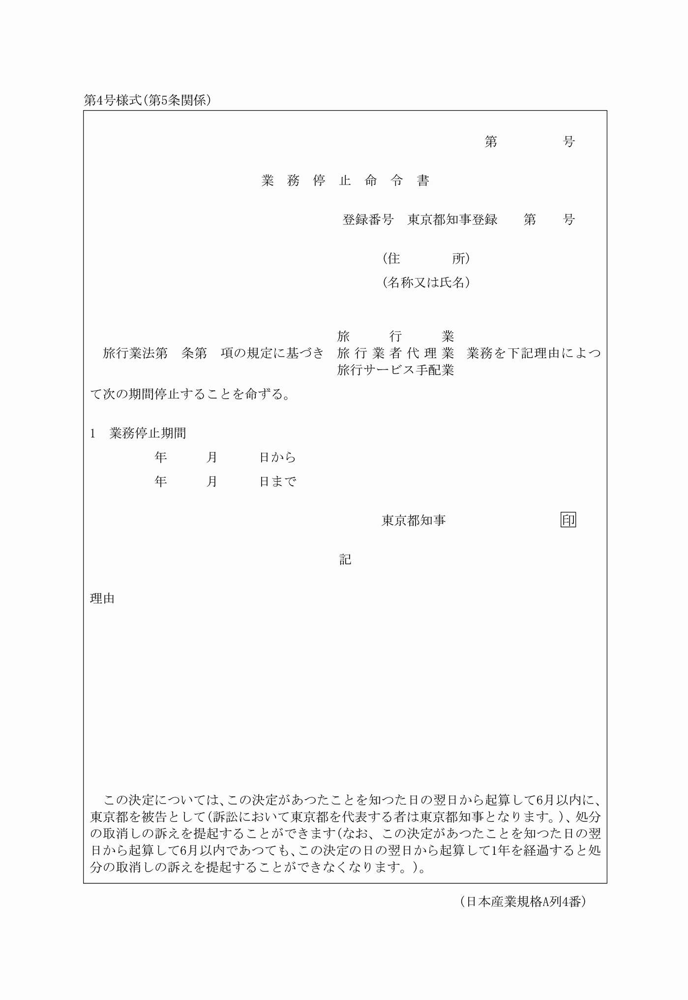 第4号様式(第5条関係)
第　　　　　号
業　務　停　止　命　令　書
登録番号　東京都知事登録　　第　　号
(住　　　　所)
(名称又は氏名)
旅　　　行　　　業
旅行業法第　条第　項の規定に基づき　旅行業者代理業　業務を下記理由によつ
旅行サービス手配業
て次の期間停止することを命ずる。
1　業務停止期間
年　　　月　　　日から
年　　　月　　　日まで
東京都知事　　　　　　　　　印
記
理由
この決定については、この決定があつたことを知つた日の翌日から起算して6月以内に、
東京都を被告として(訴訟において東京都を代表する者は東京都知事となります。)、処分
の取消しの訴えを提起することができます(なお、この決定があつたことを知つた日の翌
日から起算して6月以内であつても、この決定の日の翌日から起算して1年を経過すると処
分の取消しの訴えを提起することができなくなります。)。
(日本産業規格A列4番)